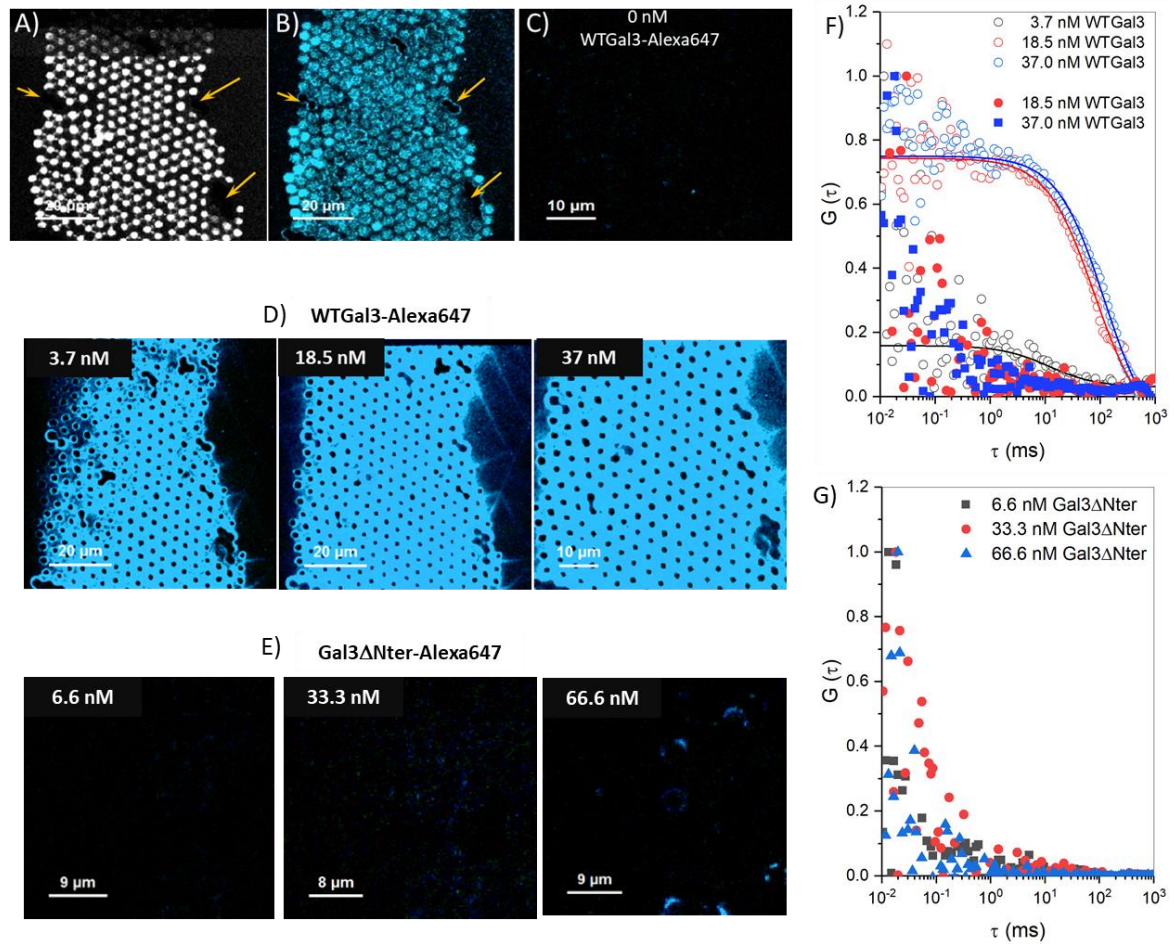 A)
20 µm
B)
20 µm
C)
0 nM
WTGal3-Alexa647
10 µm
D)
WTGal3-Alexa647
3.7 nM
20 µm
18.5 nM
20 µm
37 nM
10 µm
E)
Gal3ΔNter-Alexa647
6.6 nM
9 µm
33.3 nM
8 µm
66.6 nM
9 µm
F)
3.7 nM WTGal3
18.5 nM WTGal3
37.0 nM WTGal3
18.5 nM WTGal3
37.0 nM WTGal3
1.2
1.0
0.8
0.6
0.4
0.2
0.0
G (τ)
10-2 10-1 100 101 102 103
τ (ms)
G)
6.6 nM Gal3ΔNter
33.3 nM Gal3ΔNter
66.6 nM Gal3ΔNter
1.2
1.0
0.8
0.6
0.4
0.2
0.0
G (τ)
10-2 10-1 100 101 102 103
τ (ms)